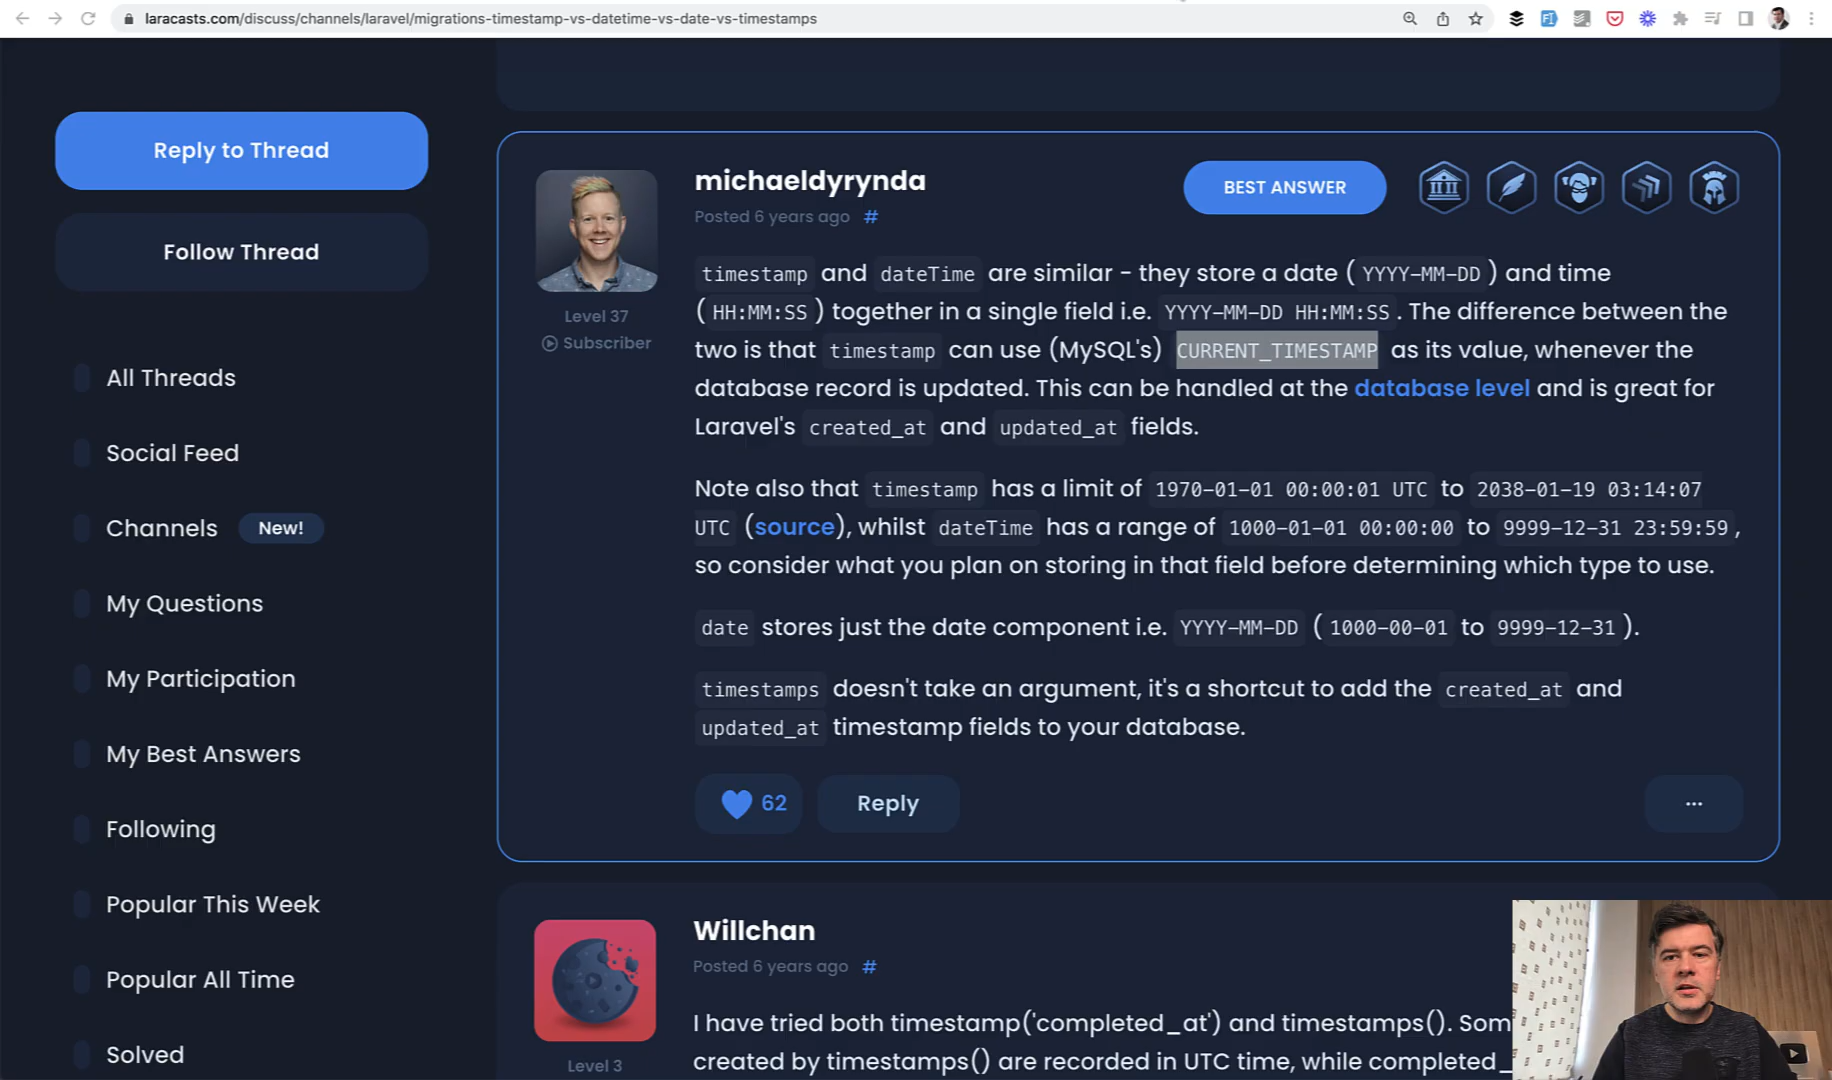 laracasts.com/discuss/channels/laravel/migrations-timestamp-vs-datetime-vs-date-vs-timestamps
Reply to Thread
Follow Thread
All Threads
Social Feed
Channels New!
My Questions
My Participation
My Best Answers
Following
Popular This Week
Popular All Time
Solved
michaeldyrynda
Posted 6 years ago #
BEST ANSWER
Level 37
Subscriber
timestamp and dateTime are similar - they store a date ( YYYY-MM-DD ) and time
( HH:MM:SS ) together in a single field i.e. YYYY-MM-DD HH:MM:SS . The difference between the
two is that timestamp can use (MySQL's) CURRENT_TIMESTAMP as its value, whenever the
database record is updated. This can be handled at the database level and is great for
Laravel's created_at and updated_at fields.
Note also that timestamp has a limit of 1970-01-01 00:00:01 UTC to 2038-01-19 03:14:07
UTC (source), whilst dateTime has a range of 1000-01-01 00:00:00 to 9999-12-31 23:59:59 ,
so consider what you plan on storing in that field before determining which type to use.
date stores just the date component i.e. YYYY-MM-DD ( 1000-00-01 to 9999-12-31 ).
timestamps doesn't take an argument, it's a shortcut to add the created_at and
updated_at timestamp fields to your database.
62
Reply
...
Willchan
Posted 6 years ago #
Level 3
I have tried both timestamp('completed_at') and timestamps(). Som
created by timestamps() are recorded in UTC time, while completed_